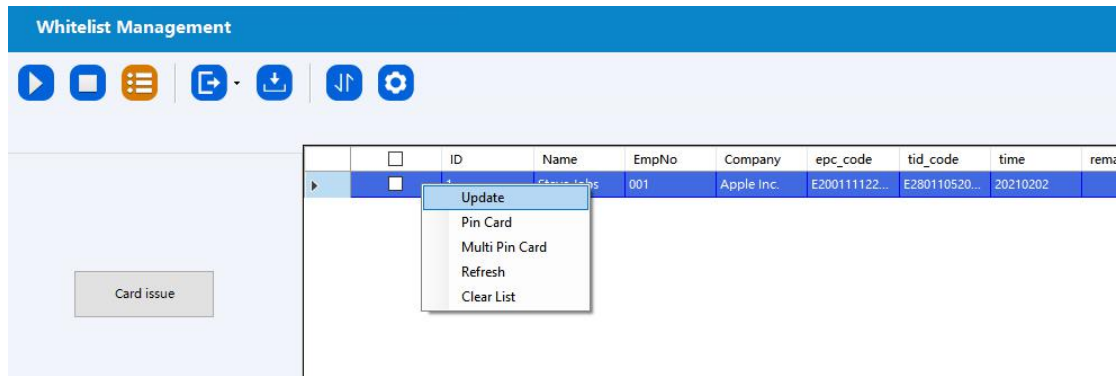 Whitelist Management
ID Name EmpNo Company epc_code tid_code time rema
001 Apple Inc. E200111122... E280110520... 20210202
Update
Pin Card
Multi Pin Card
Refresh
Clear List
Card issue